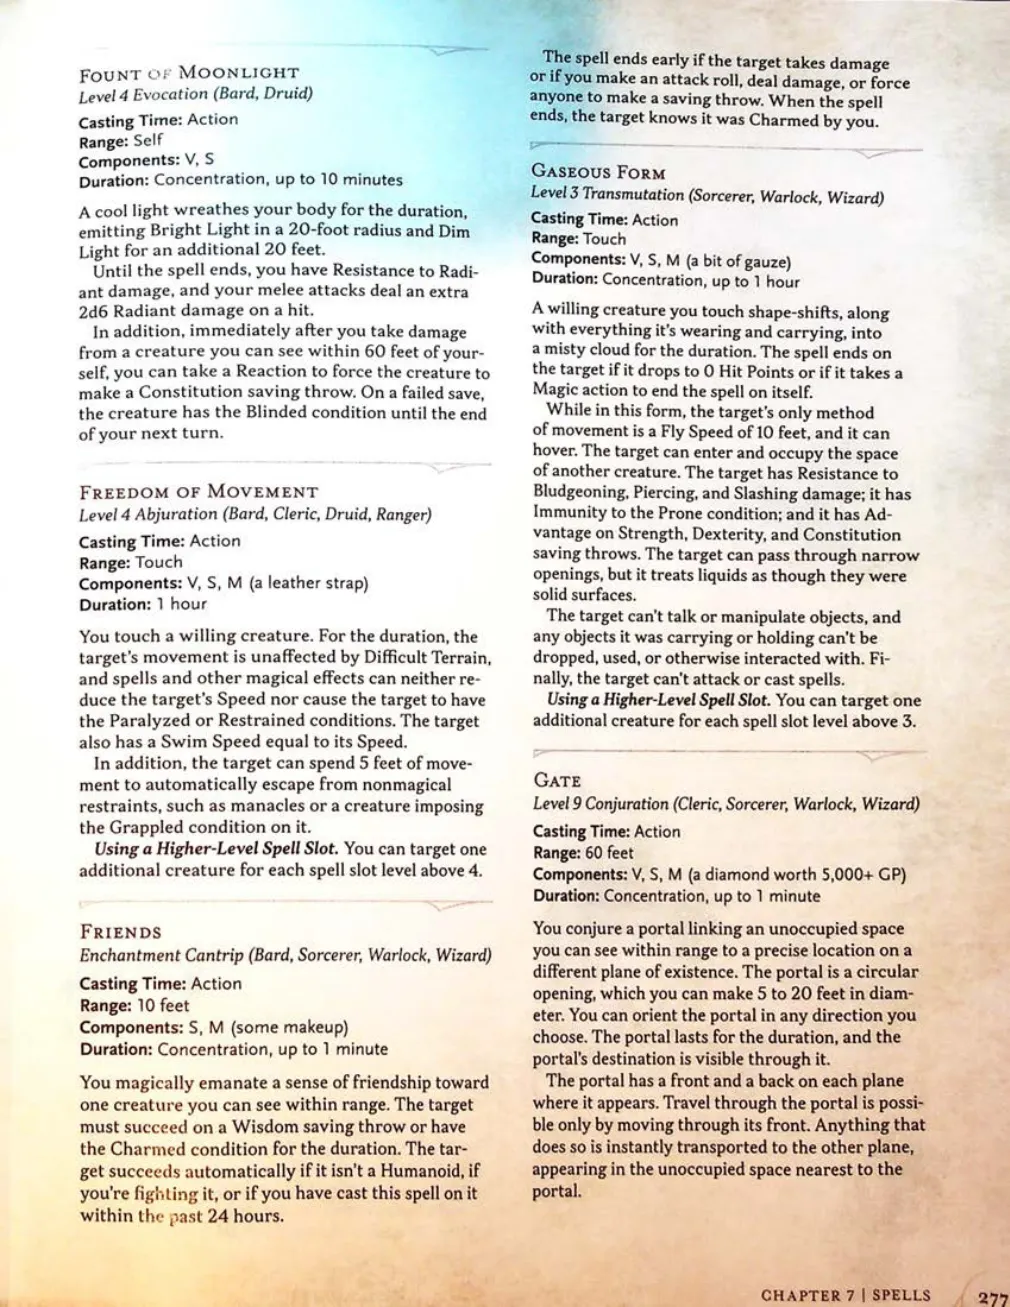 FOUNT OF MOONLIGHT
Level 4 Evocation (Bard, Druid)
Casting Time: Action
Range: Self
Components: V, S
Duration: Concentration, up to 10 minutes
A cool light wreathes your body for the duration,
emitting Bright Light in a 20-foot radius and Dim
Light for an additional 20 feet.
Until the spell ends, you have Resistance to Radi-
ant damage, and your melee attacks deal an extra
2d6 Radiant damage on a hit.
In addition, immediately after you take damage
from a creature you can see within 60 feet of your-
self, you can take a Reaction to force the creature to
make a Constitution saving throw. On a failed save,
the creature has the Blinded condition until the end
of your next turn.
FREEDOM OF MOVEMENT
Level 4 Abjuration (Bard, Cleric, Druid, Ranger)
Casting Time: Action
Range: Touch
Components: V, S, M (a leather strap)
Duration: 1 hour
You touch a willing creature. For the duration, the
target's movement is unaffected by Difficult Terrain,
and spells and other magical effects can neither re-
duce the target's Speed nor cause the target to have
the Paralyzed or Restrained conditions. The target
also has a Swim Speed equal to its Speed.
In addition, the target can spend 5 feet of move-
ment to automatically escape from nonmagical
restraints, such as manacles or a creature imposing
the Grappled condition on it.
Using a Higher-Level Spell Slot. You can target one
additional creature for each spell slot level above 4.
FRIENDS
Enchantment Cantrip (Bard, Sorcerer, Warlock, Wizard)
Casting Time: Action
Range: 10 feet
Components: S, M (some makeup)
Duration: Concentration, up to 1 minute
You magically emanate a sense of friendship toward
one creature you can see within range. The target
must succeed on a Wisdom saving throw or have
the Charmed condition for the duration. The tar-
get succeeds automatically if it isn't a Humanoid, if
you're fighting it, or if you have cast this spell on it
within the past 24 hours.
The spell ends early if the target takes damage
or if you make an attack roll, deal damage, or force
anyone to make a saving throw. When the spell
ends, the target knows it was Charmed by you.
GASEOUS FORM
Level 3 Transmutation (Sorcerer, Warlock, Wizard)
Casting Time: Action
Range: Touch
Components: V, S, M (a bit of gauze)
Duration: Concentration, up to 1 hour
A willing creature you touch shape-shifts, along
with everything it's wearing and carrying, into
a misty cloud for the duration. The spell ends on
the target if it drops to 0 Hit Points or if it takes a
Magic action to end the spell on itself.
While in this form, the target's only method
of movement is a Fly Speed of 10 feet, and it can
hover. The target can enter and occupy the space
of another creature. The target has Resistance to
Bludgeoning, Piercing, and Slashing damage; it has
Immunity to the Prone condition; and it has Ad-
vantage on Strength, Dexterity, and Constitution
saving throws. The target can pass through narrow
openings, but it treats liquids as though they were
solid surfaces.
The target can't talk or manipulate objects, and
any objects it was carrying or holding can't be
dropped, used, or otherwise interacted with. Fi-
nally, the target can't attack or cast spells.
Using a Higher-Level Spell Slot. You can target one
additional creature for each spell slot level above 3.
GATE
Level 9 Conjuration (Cleric, Sorcerer, Warlock, Wizard)
Casting Time: Action
Range: 60 feet
Components: V, S, M (a diamond worth 5,000+ GP)
Duration: Concentration, up to 1 minute
You conjure a portal linking an unoccupied space
you can see within range to a precise location on a
different plane of existence. The portal is a circular
opening, which you can make 5 to 20 feet in diam-
eter. You can orient the portal in any direction you
choose. The portal lasts for the duration, and the
portal's destination is visible through it.
The portal has a front and a back on each plane
where it appears. Travel through the portal is possi-
ble only by moving through its front. Anything that
does so is instantly transported to the other plane,
appearing in the unoccupied space nearest to the
portal.
CHAPTER 7 | SPELLS 277